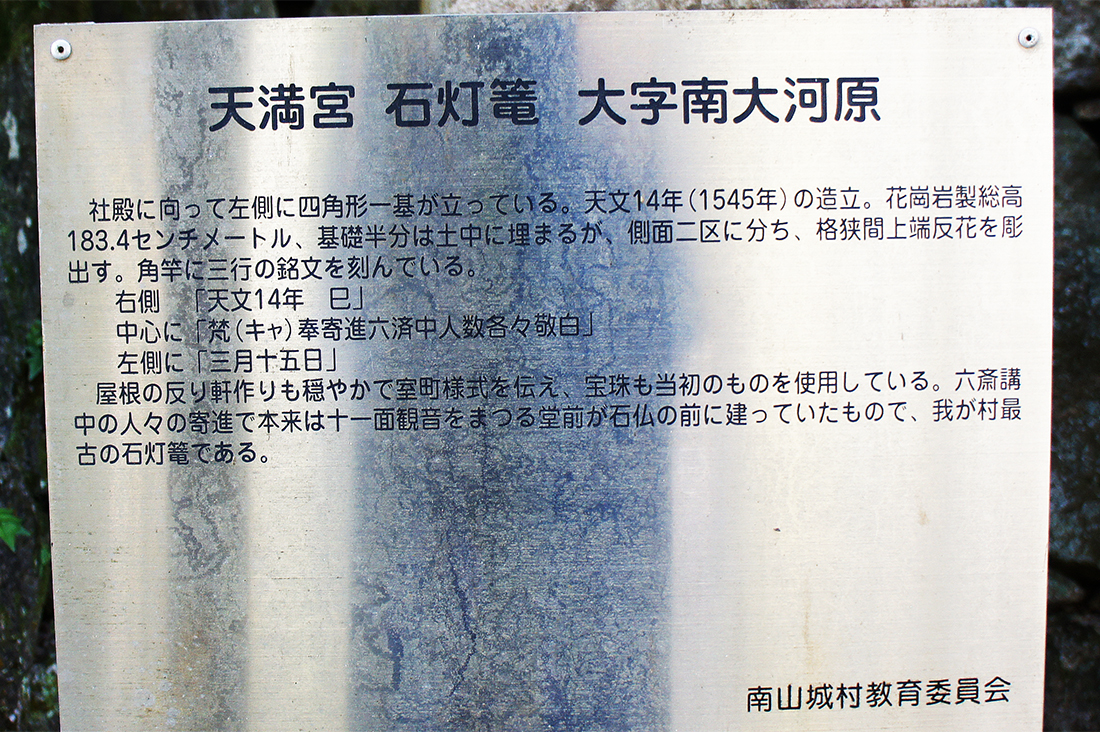 天満宮 石灯篭 大字南大河原
社殿に向って左側に四角形一基が立っている。天文14年(1545年)の造立。花崗岩製総高
183.4センチメートル、基礎半分は土中に埋まるが、側面二区に分ち、格狭間上端反花を彫
出す。角竿に三行の銘文を刻んでいる。
右側 「天文14年 巳」
中心に「梵(キャ)奉寄進六済中人数各々敬白」
左側に「三月十五日」
屋根の反り軒作りも穏やかで室町様式を伝え、宝珠も当初のものを使用している。六斎講
中の人々の寄進で本来は十一面観音をまつる堂前が石仏の前に建っていたもので、我が村最
古の石灯篭である。
南山城村教育委員会